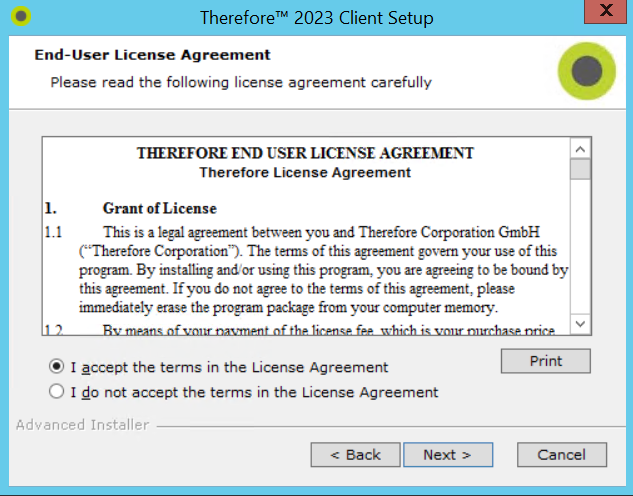 Therefore™ 2023 Client Setup
X
End-User License Agreement
Please read the following license agreement carefully
THEREFORE END USER LICENSE AGREEMENT
Therefore License Agreement
1. Grant of License
1.1 This is a legal agreement between you and Therefore Corporation GmbH
(“Therefore Corporation”). The terms of this agreement govern your use of this
program. By installing and/or using this program, you are agreeing to be bound by
this agreement. If you do not agree to the terms of this agreement, please
immediately erase the program package from your computer memory.
1.2 By means of your payment of the license fee, which is your purchase price
I accept the terms in the License Agreement
Print
I do not accept the terms in the License Agreement
Advanced Installer
< Back
Next >
Cancel